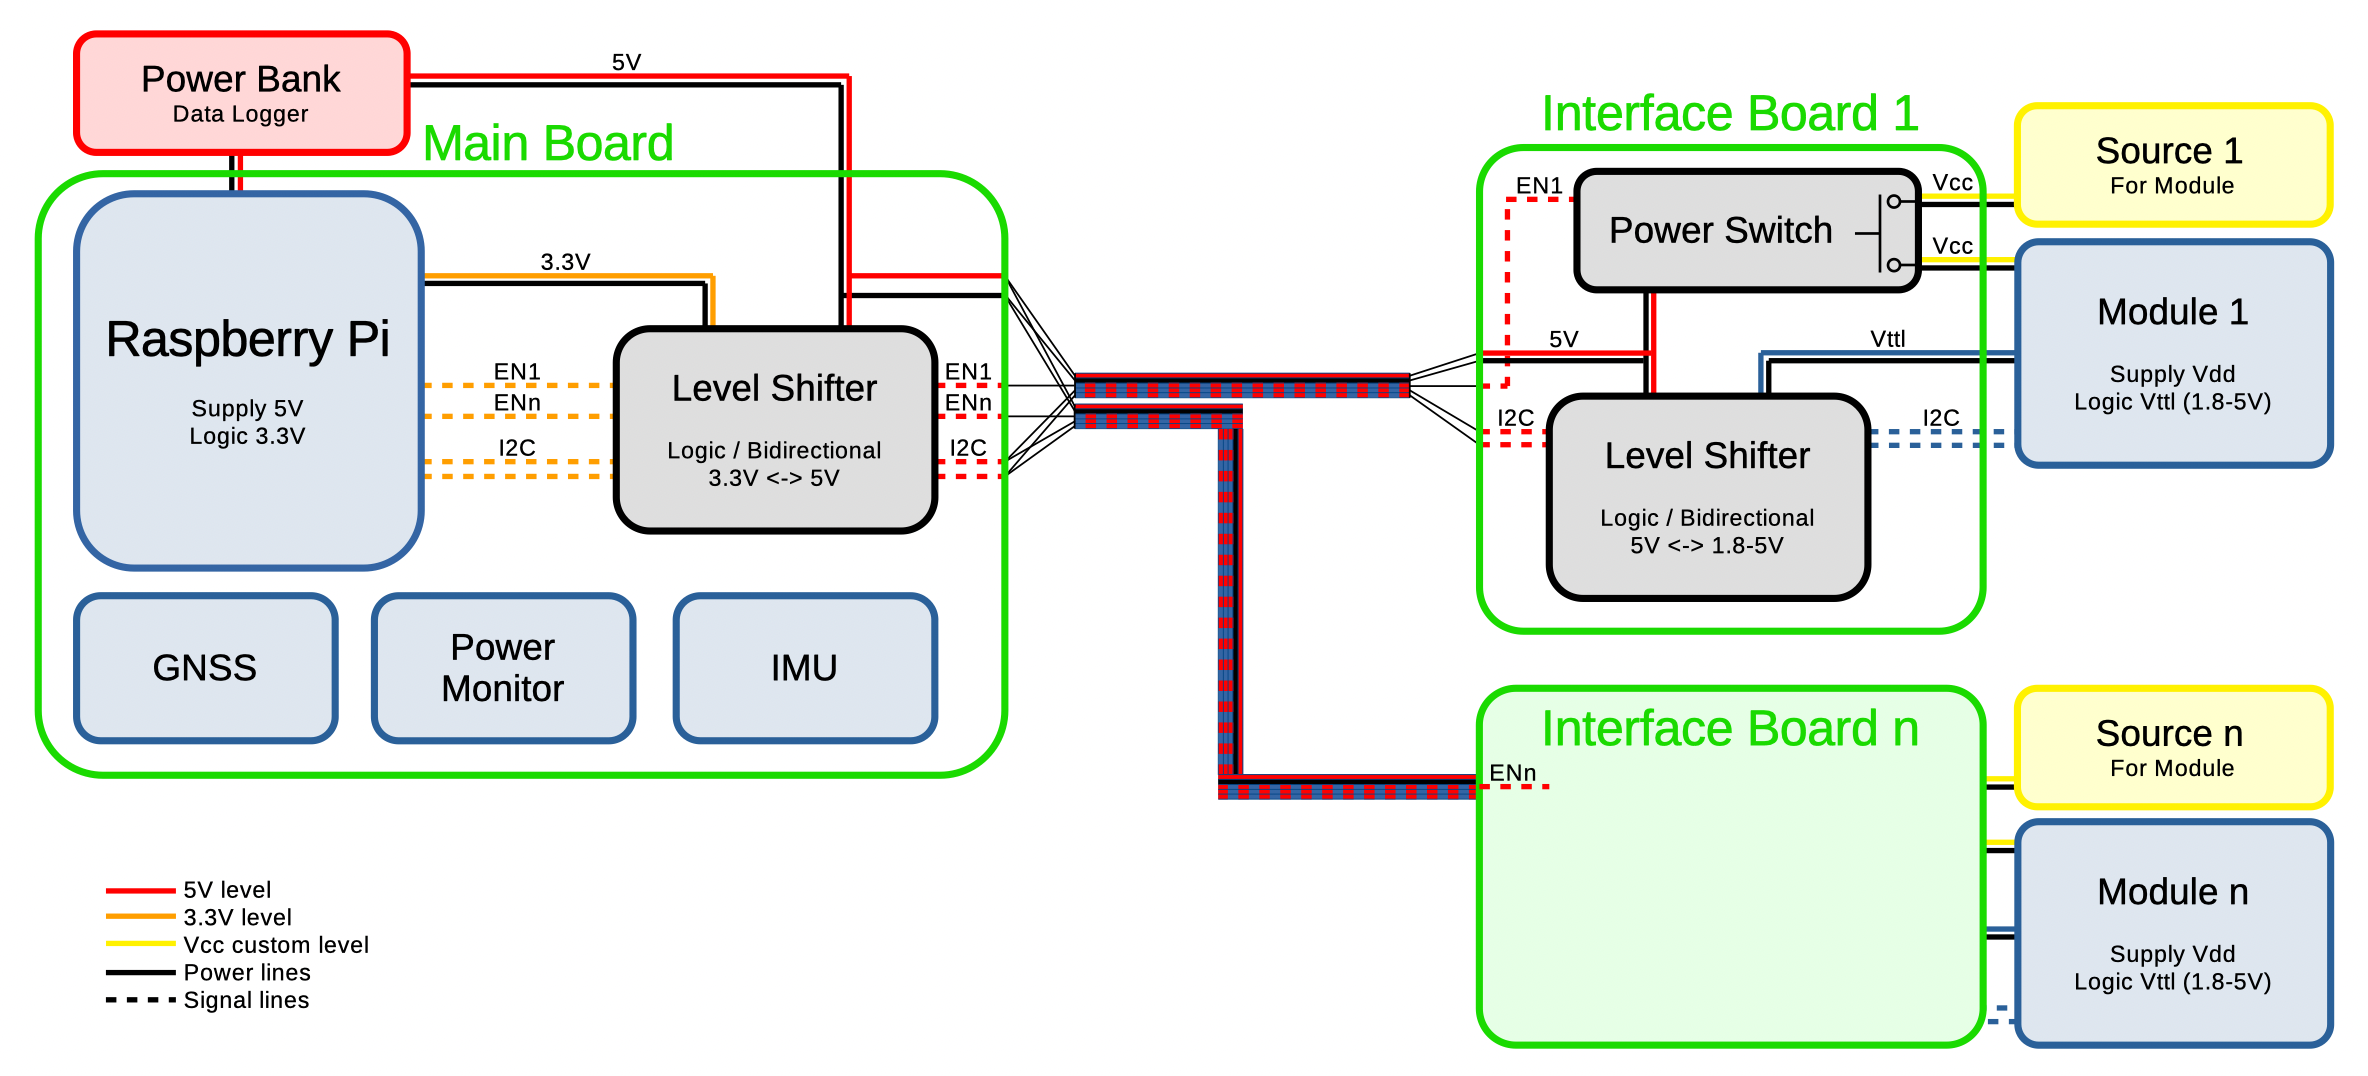 Power Bank
Data Logger
5V
Main Board
Raspberry Pi
Supply 5V
Logic 3.3V
3.3V
EN1
ENn
I2C
Level Shifter
Logic / Bidirectional
3.3V <-> 5V
EN1
ENn
I2C
GNSS
Power
Monitor
IMU
Interface Board 1
EN1
Power Switch
Vcc
Vcc
5V
Vttl
I2C
Level Shifter
Logic / Bidirectional
5V <-> 1.8-5V
I2C
Source 1
For Module
Module 1
Supply Vdd
Logic Vttl (1.8-5V)
Interface Board n
ENn
Source n
For Module
Module n
Supply Vdd
Logic Vttl (1.8-5V)
5V level
3.3V level
Vcc custom level
Power lines
Signal lines